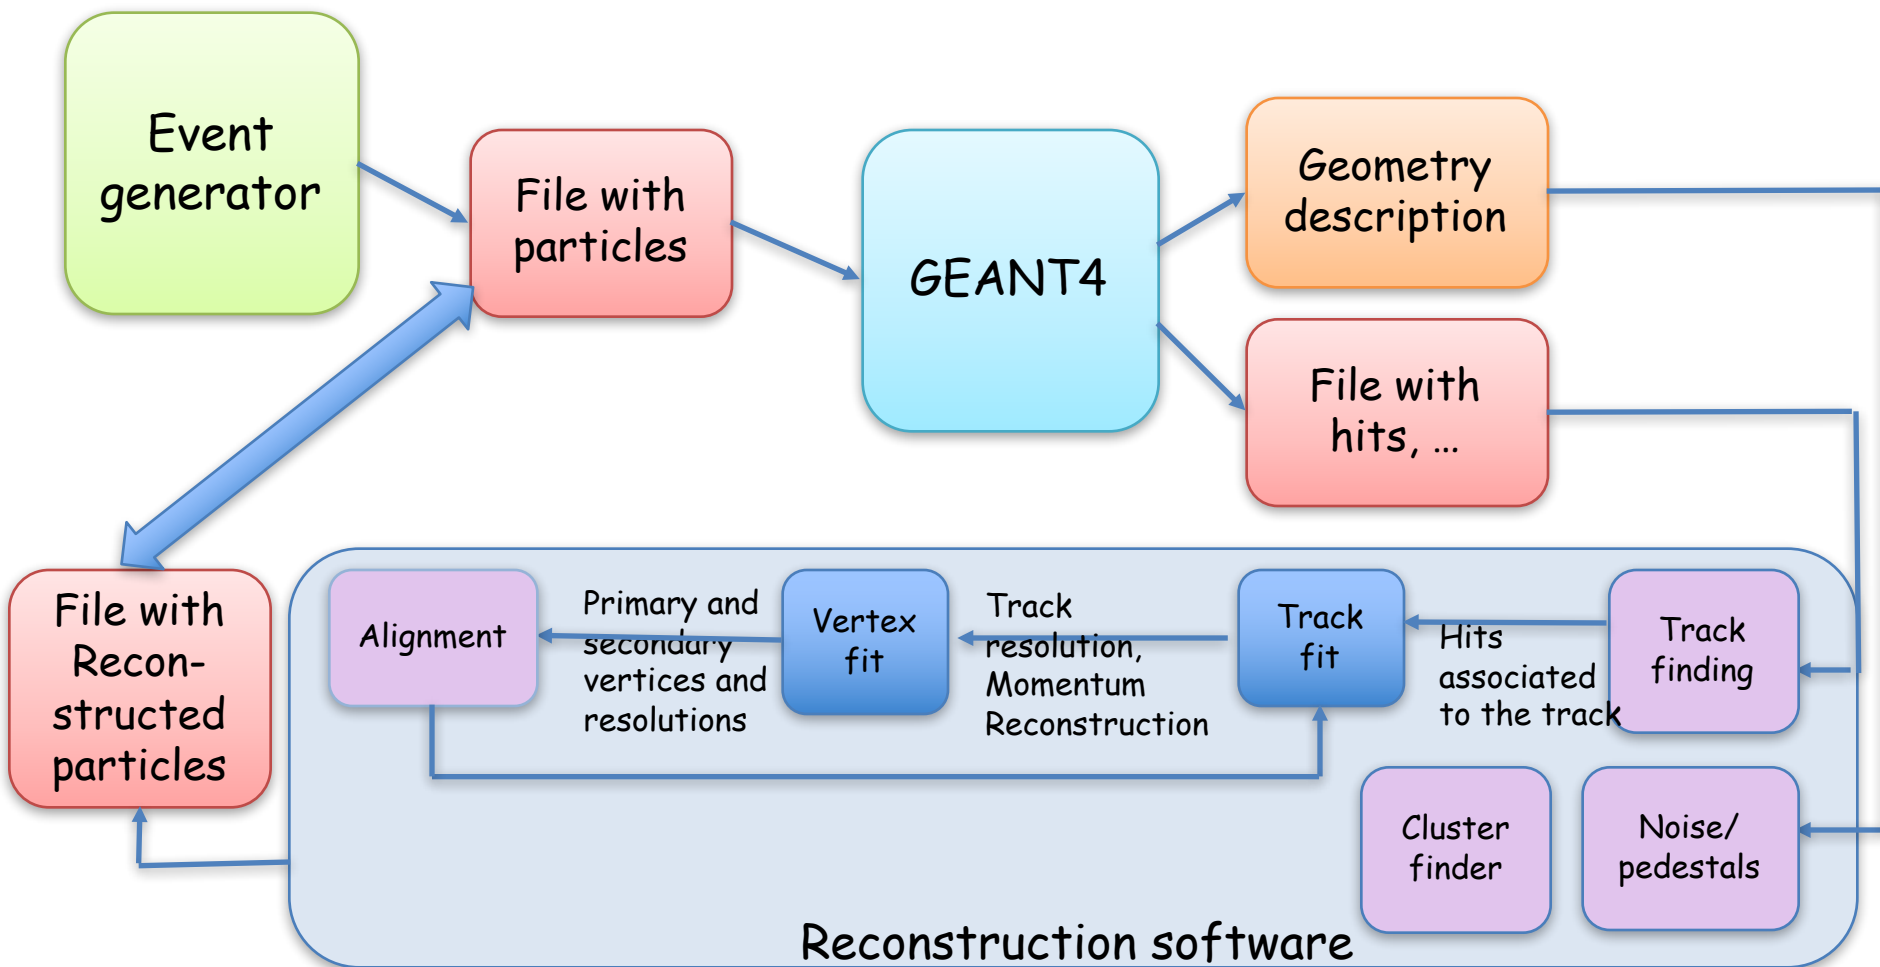 Event
generator
File with
particles
GEANT4
Geometry
description
File with
hits, …
File with
Recon-
structed
particles
Alignment
Primary and
secondary
vertices and
resolutions
Vertex
fit
Track
resolution,
Momentum
Reconstruction
Track
fit
Hits
associated
to the track
Track
finding
Cluster
finder
Noise/
pedestals
Reconstruction software